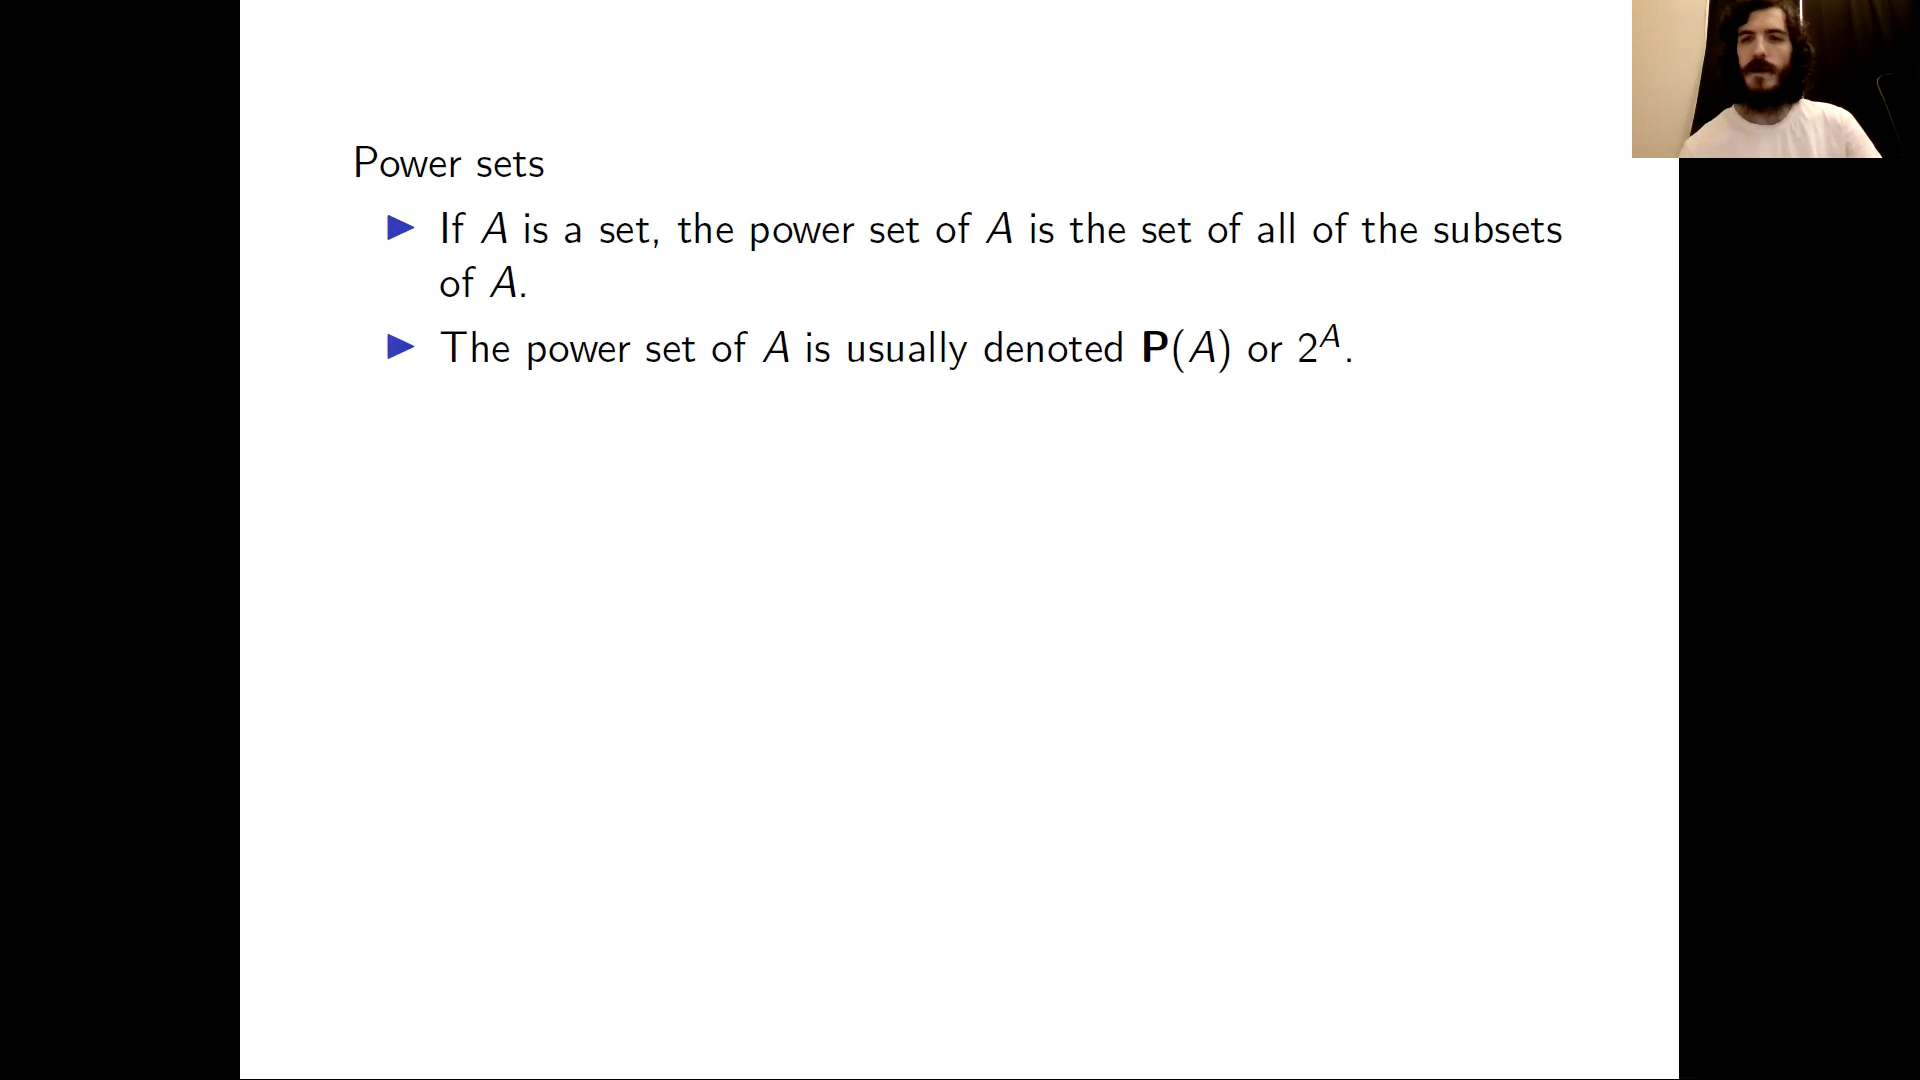 Power sets
▶ If A is a set, the power set of A is the set of all of the subsets
of A.
▶ The power set of A is usually denoted P(A) or 2^A.